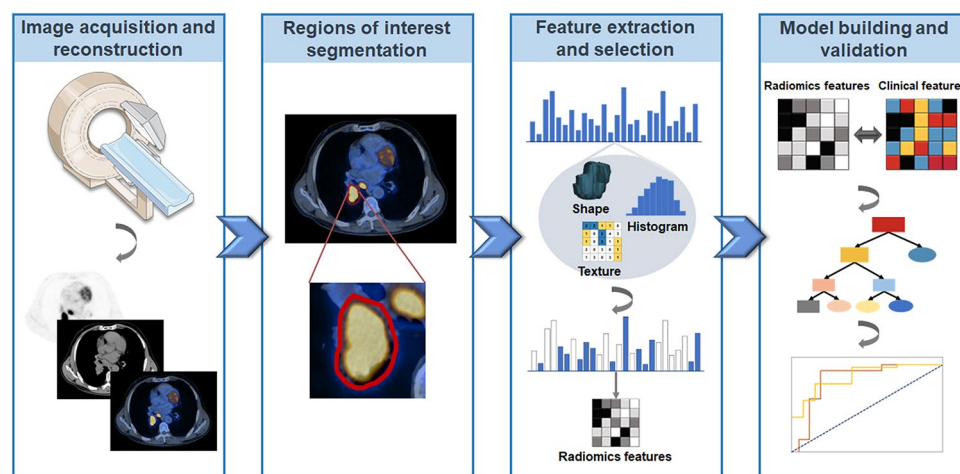 Image acquisition and
reconstruction
Regions of interest
segmentation
Feature extraction
and selection
Shape
Histogram
Texture
Radiomics features
Model building and
validation
Radiomics features
Clinical feature